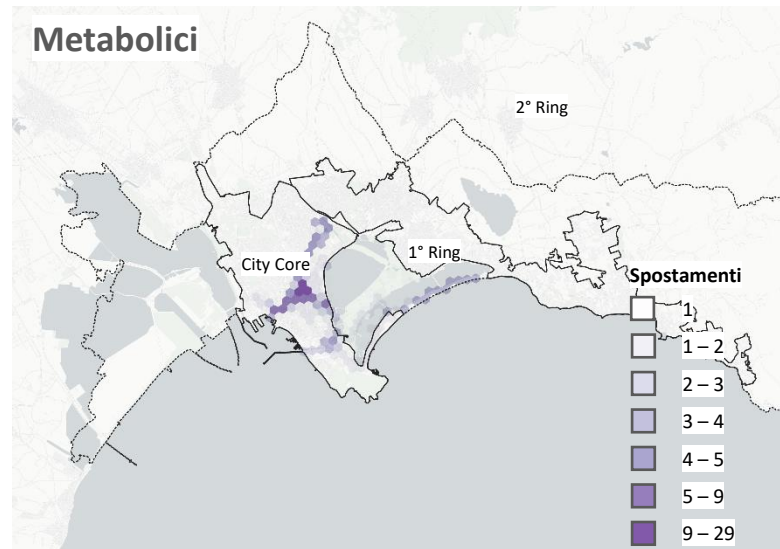 Metabolici
2° Ring
1° Ring
City Core
Spostamenti
1
1 – 2
2 – 3
3 – 4
4 – 5
5 – 9
9 – 29